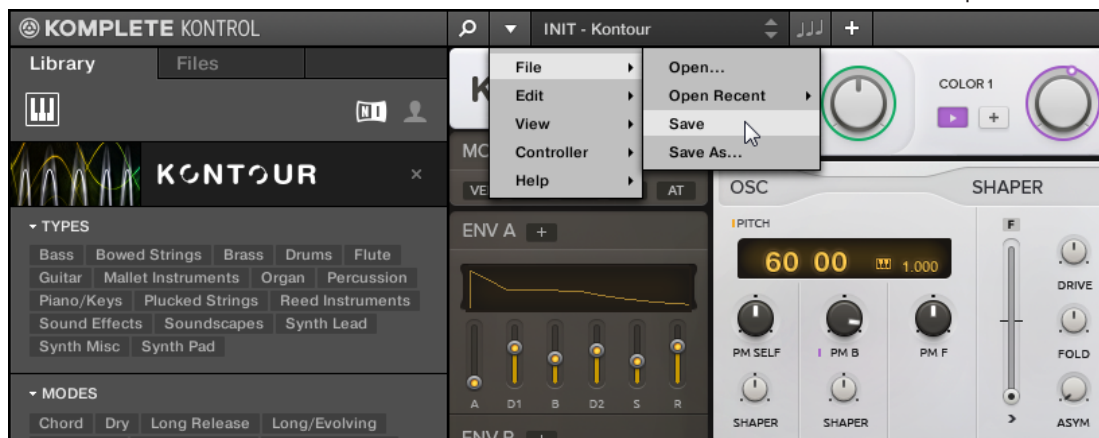 KOMPLETE KONTROL
INIT - Kontour
Library Files
NI
KONTOUR
TYPES
Bass Bowed Strings Brass Drums Flute
Guitar Mallet Instruments Organ Percussion
Piano/Keys Plucked Strings Reed Instruments
Sound Effects Soundscapes Synth Lead
Synth Misc Synth Pad
MODES
Chord Dry Long Release Long/Evolving
File
Edit
View
Controller
Help
Open...
Open Recent
Save
Save As...
COLOR 1
AT
ENV A
A D1 B D2 S R
ENV B
OSC SHAPER
PITCH
F
60 00 1.000
DRIVE
PM SELF PM B PM F
FOLD
SHAPER SHAPER
ASYM